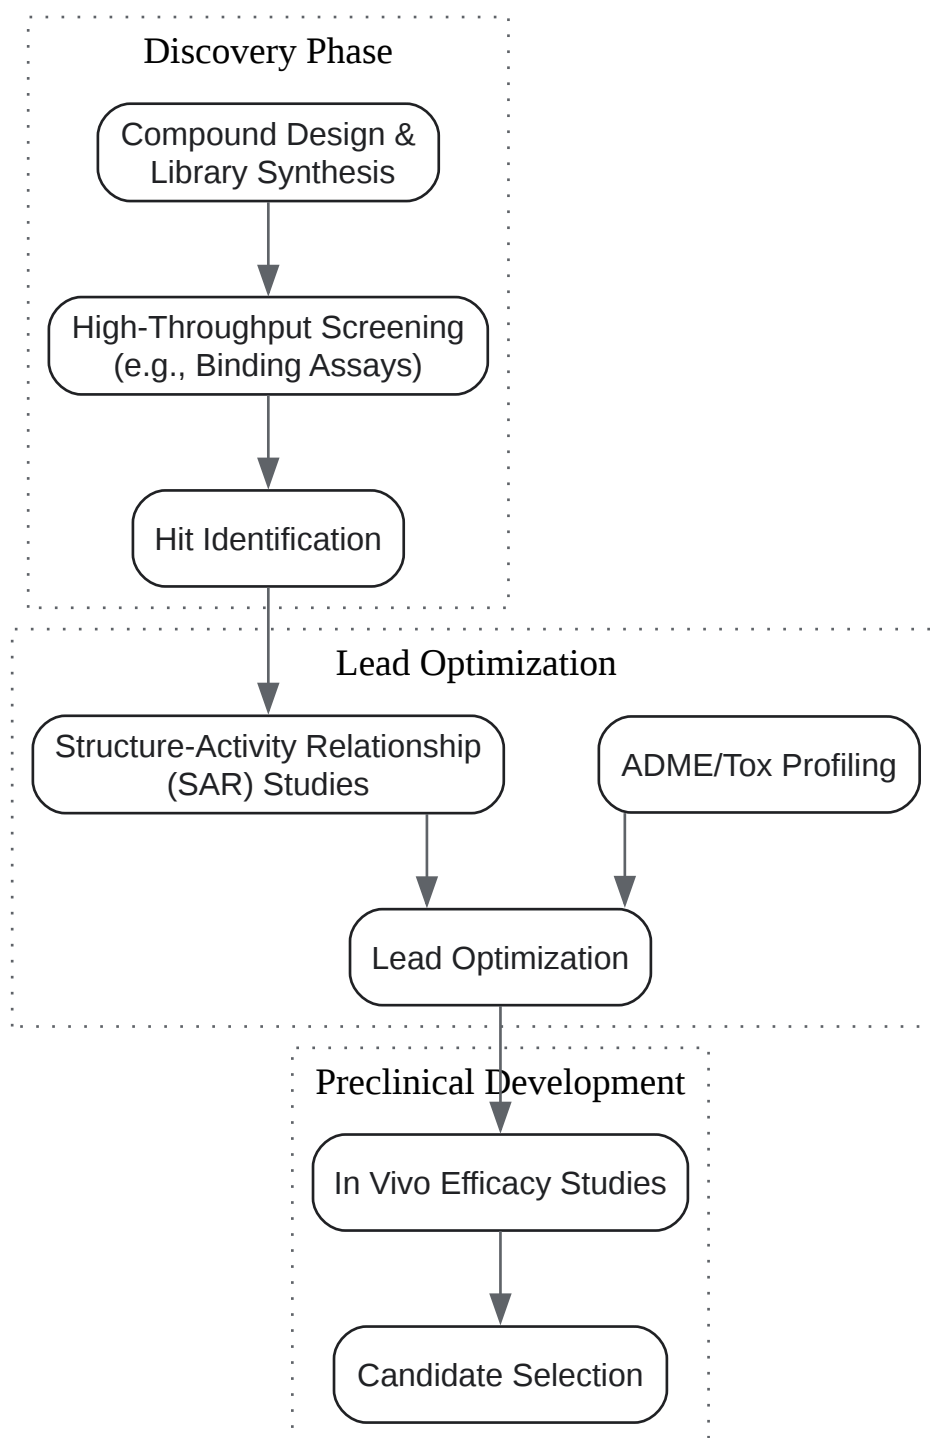 Discovery Phase
Compound Design &
Library Synthesis
High-Throughput Screening
(e.g., Binding Assays)
Hit Identification
Lead Optimization
Structure-Activity Relationship
(SAR) Studies
ADME/Tox Profiling
Lead Optimization
Preclinical Development
In Vivo Efficacy Studies
Candidate Selection